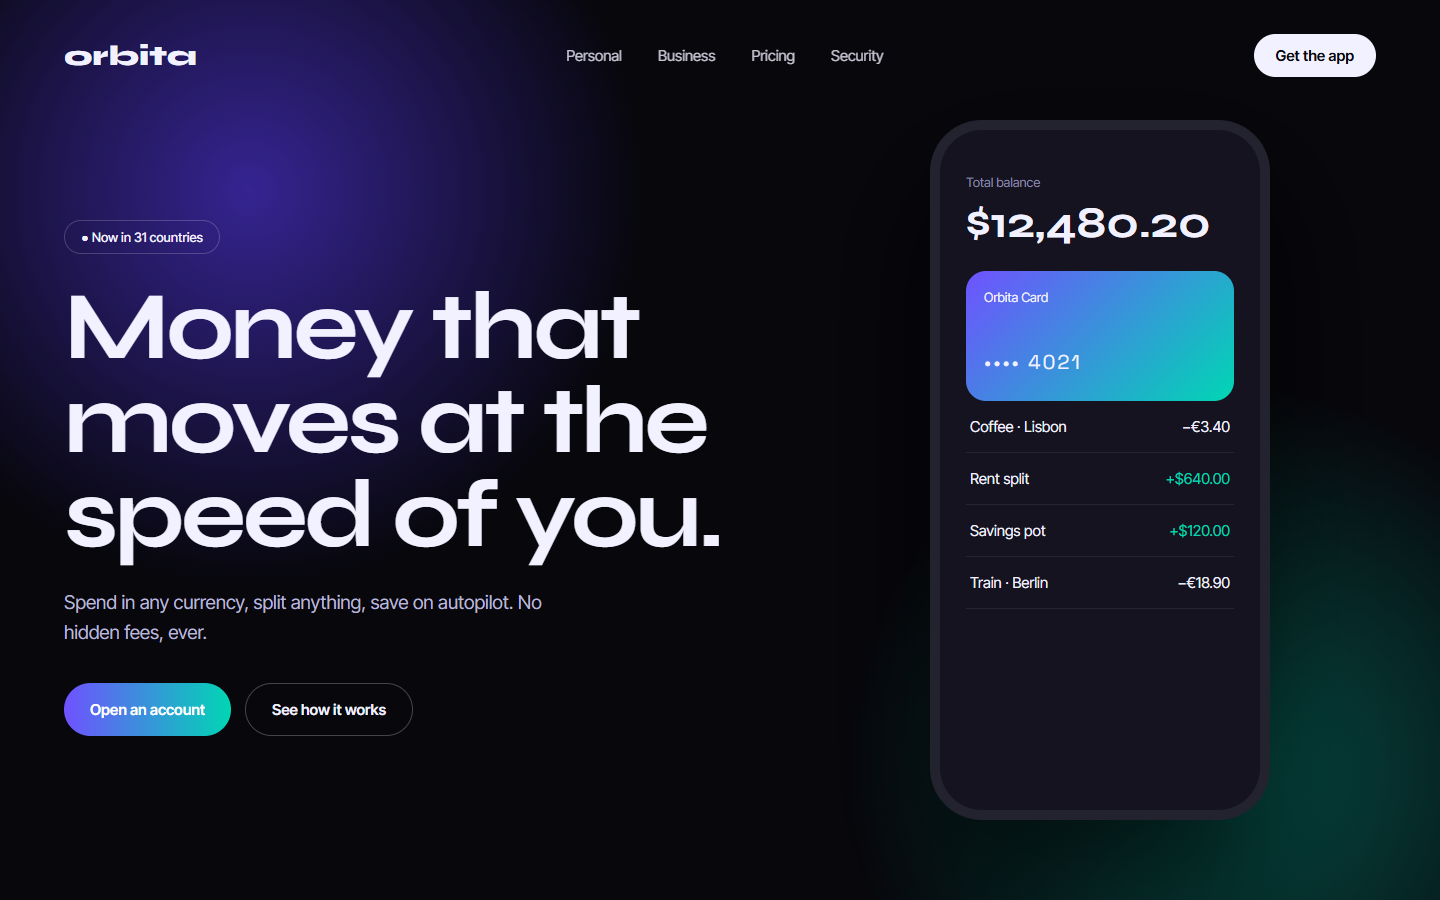 orbita
Personal
Business
Pricing
Security
Get the app
Now in 31 countries
Money that
moves at the
speed of you.
Spend in any currency, split anything, save on autopilot. No
hidden fees, ever.
Open an account
See how it works
Total balance
$12,480.20
Orbita Card
•••• 4021
Coffee · Lisbon −€3.40
Rent split +$640.00
Savings pot +$120.00
Train · Berlin −€18.90